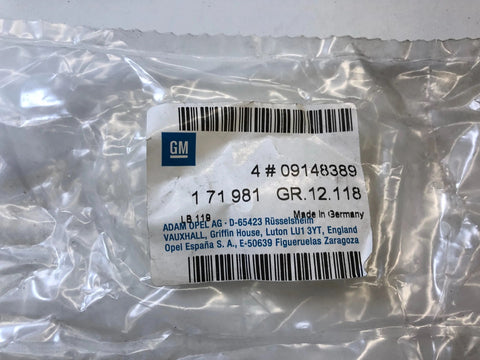 GM
4 # 09148389
1 71 981 GR.12.118
LB 119 Made in Germany
ADAM OPEL AG - D-65423 Rüsselsheim
VAUXHALL, Griffin House, Luton LU1 3YT, England
Opel España S. A., E-50639 Figueruelas Zaragoza